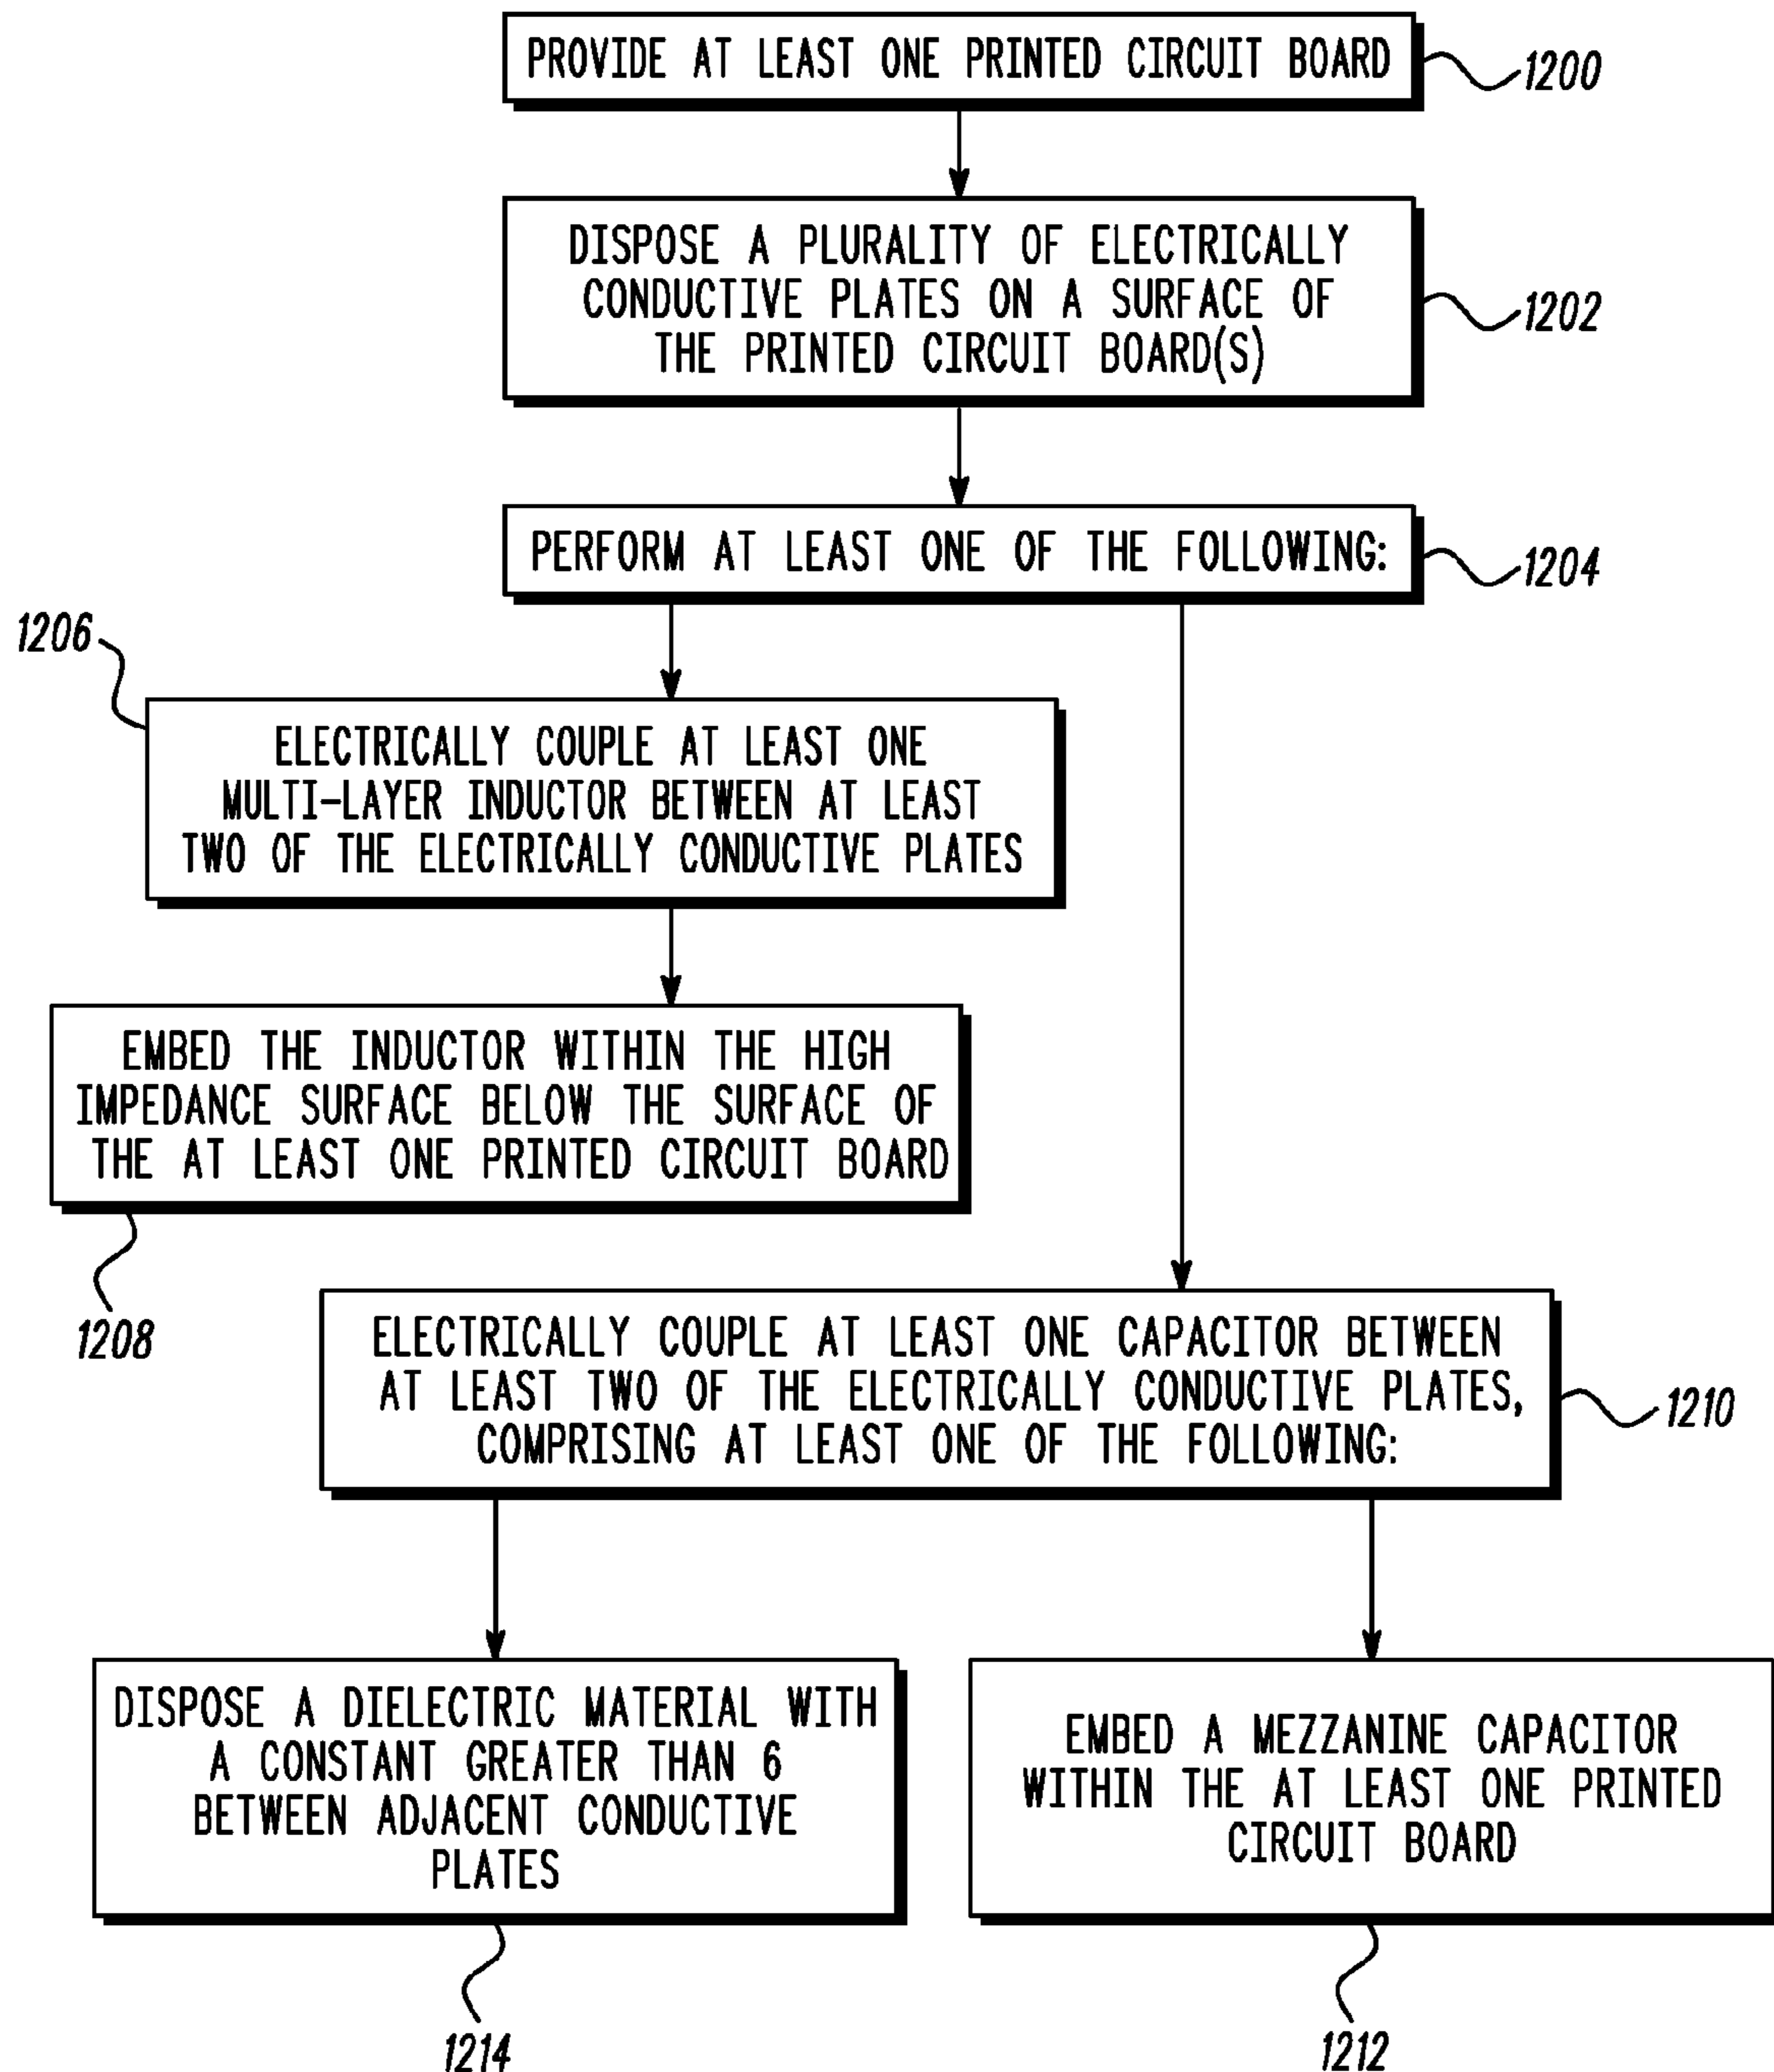 PROVIDE AT LEAST ONE PRINTED CIRCUIT BOARD
1200
DISPOSE A PLURALITY OF ELECTRICALLY
CONDUCTIVE PLATES ON A SURFACE OF
THE PRINTED CIRCUIT BOARD(S)
1202
PERFORM AT LEAST ONE OF THE FOLLOWING:
1204
1206
ELECTRICALLY COUPLE AT LEAST ONE
MULTI-LAYER INDUCTOR BETWEEN AT LEAST
TWO OF THE ELECTRICALLY CONDUCTIVE PLATES
EMBED THE INDUCTOR WITHIN THE HIGH
IMPEDANCE SURFACE BELOW THE SURFACE OF
THE AT LEAST ONE PRINTED CIRCUIT BOARD
1208
ELECTRICALLY COUPLE AT LEAST ONE CAPACITOR BETWEEN
AT LEAST TWO OF THE ELECTRICALLY CONDUCTIVE PLATES,
COMPRISING AT LEAST ONE OF THE FOLLOWING:
1210
DISPOSE A DIELECTRIC MATERIAL WITH
A CONSTANT GREATER THAN 6
BETWEEN ADJACENT CONDUCTIVE
PLATES
1214
EMBED A MEZZANINE CAPACITOR
WITHIN THE AT LEAST ONE PRINTED
CIRCUIT BOARD
1212